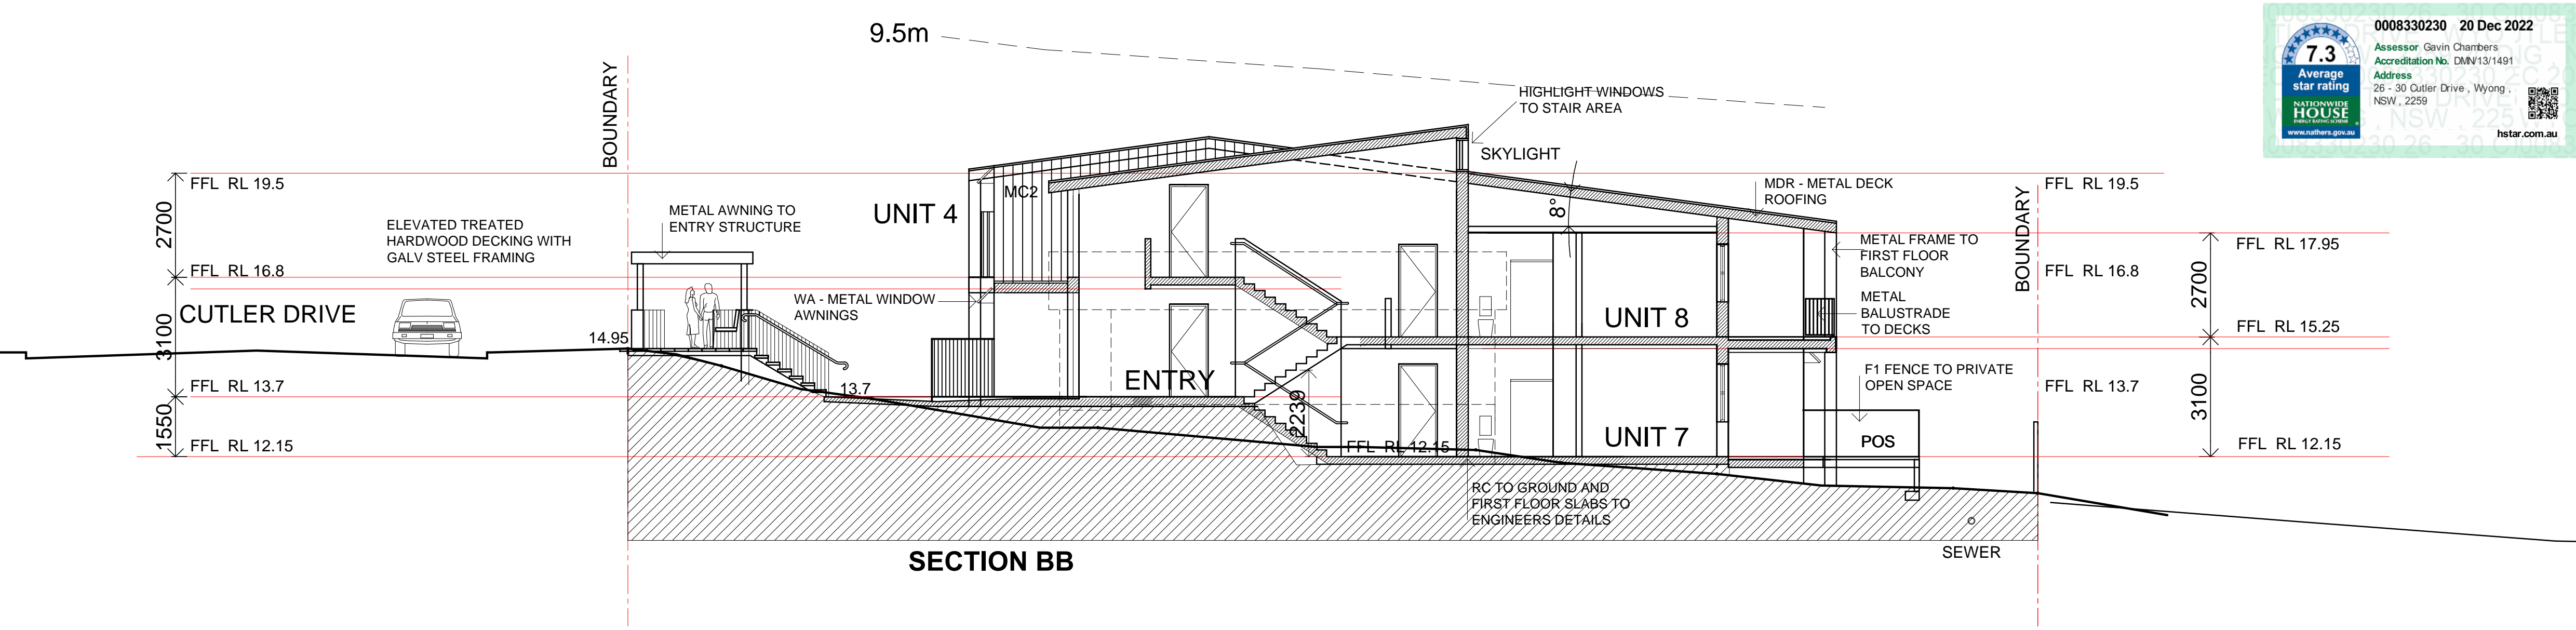 9.5m
BOUNDARY
HIGHLIGHT WINDOWS
TO STAIR AREA
SKYLIGHT
FFL RL 19.5
2700
ELEVATED TREATED
HARDWOOD DECKING WITH
GALV STEEL FRAMING
METAL AWNING TO
ENTRY STRUCTURE
UNIT 4
MC2
8°
MDR - METAL DECK
ROOFING
BOUNDARY
FFL RL 19.5
METAL FRAME TO
FIRST FLOOR
BALCONY
FFL RL 17.95
FFL RL 16.8
FFL RL 16.8
2700
CUTLER DRIVE
3100
WA - METAL WINDOW
AWNINGS
14.95
UNIT 8
METAL
BALUSTRADE
TO DECKS
FFL RL 15.25
FFL RL 13.7
13.7
ENTRY
2230
F1 FENCE TO PRIVATE
OPEN SPACE
FFL RL 13.7
3100
1550
FFL RL 12.15
FFL RL 12.15
UNIT 7
POS
FFL RL 12.15
RC TO GROUND AND
FIRST FLOOR SLABS TO
ENGINEERS DETAILS
SEWER
SECTION BB
7.3
Average
star rating
NATIONWIDE
HOUSE
ENERGY RATING SCHEME
www.nathers.gov.au
0008330230 20 Dec 2022
Assessor Gavin Chambers
Accreditation No. DMN/13/1491
Address
26 - 30 Cutler Drive , Wyong ,
NSW , 2259
hstar.com.au